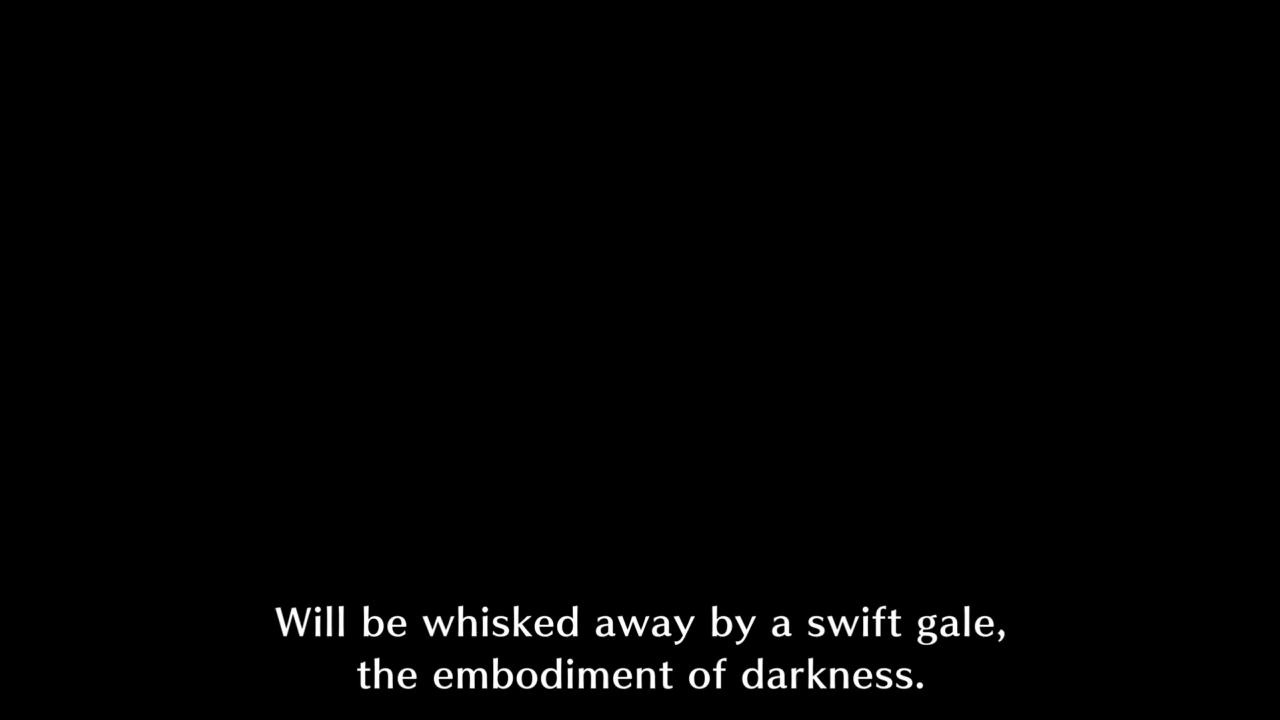 Will be whisked away by a swift gale,
the embodiment of darkness.